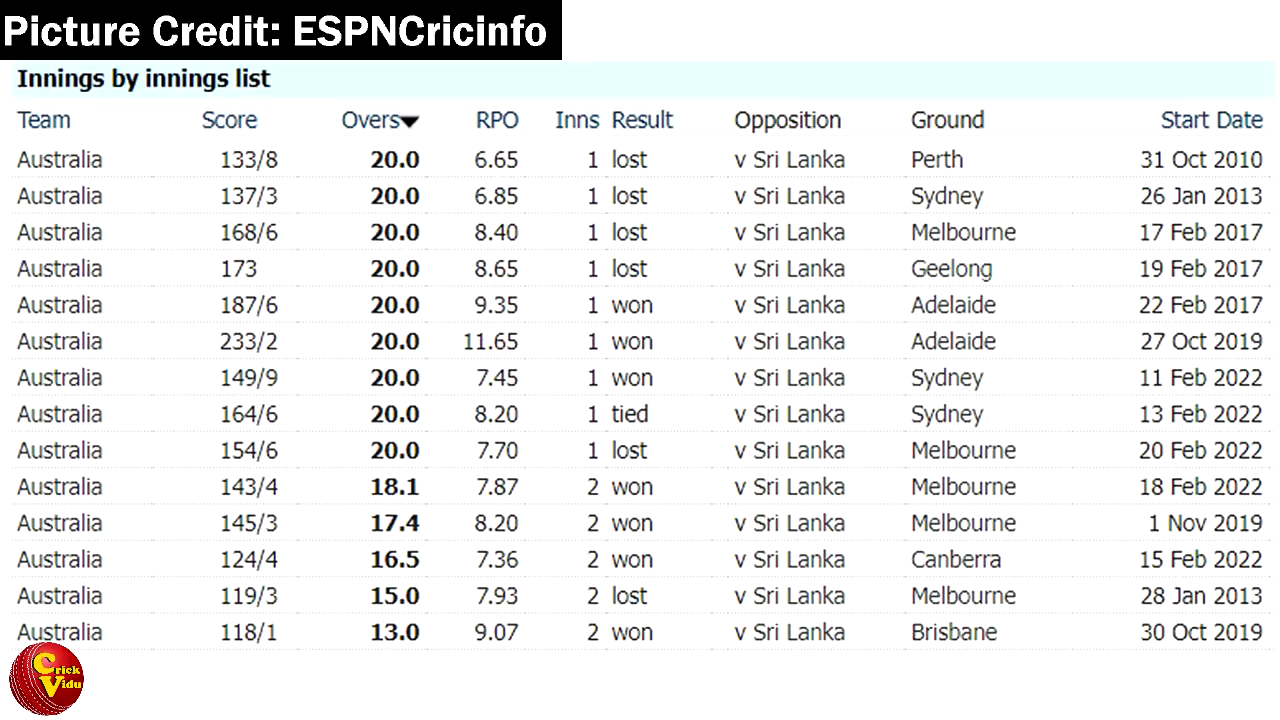 Picture Credit: ESPNCricinfo
Innings by innings list
Team Score Overs RPO Inns Result Opposition Ground Start Date
Australia 133/8 20.0 6.65 1 lost v Sri Lanka Perth 31 Oct 2010
Australia 137/3 20.0 6.85 1 lost v Sri Lanka Sydney 26 Jan 2013
Australia 168/6 20.0 8.40 1 lost v Sri Lanka Melbourne 17 Feb 2017
Australia 173 20.0 8.65 1 lost v Sri Lanka Geelong 19 Feb 2017
Australia 187/6 20.0 9.35 1 won v Sri Lanka Adelaide 22 Feb 2017
Australia 233/2 20.0 11.65 1 won v Sri Lanka Adelaide 27 Oct 2019
Australia 149/9 20.0 7.45 1 won v Sri Lanka Sydney 11 Feb 2022
Australia 164/6 20.0 8.20 1 tied v Sri Lanka Sydney 13 Feb 2022
Australia 154/6 20.0 7.70 1 lost v Sri Lanka Melbourne 20 Feb 2022
Australia 143/4 18.1 7.87 2 won v Sri Lanka Melbourne 18 Feb 2022
Australia 145/3 17.4 8.20 2 won v Sri Lanka Melbourne 1 Nov 2019
Australia 124/4 16.5 7.36 2 won v Sri Lanka Canberra 15 Feb 2022
Australia 119/3 15.0 7.93 2 lost v Sri Lanka Melbourne 28 Jan 2013
Australia 118/1 13.0 9.07 2 won v Sri Lanka Brisbane 30 Oct 2019
Crick
Vidu